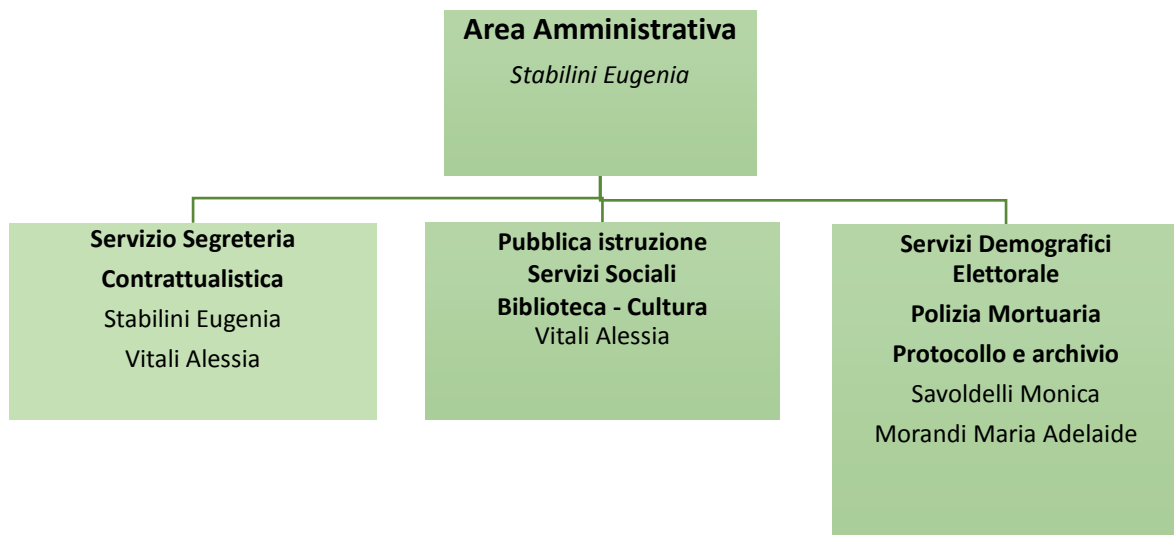 Area Amministrativa
Stabilini Eugenia
Servizio Segreteria
Contrattualistica
Stabilini Eugenia
Vitali Alessia
Pubblica istruzione
Servizi Sociali
Biblioteca - Cultura
Vitali Alessia
Servizi Demografici
Elettorale
Polizia Mortuaria
Protocollo e archivio
Savoldelli Monica
Morandi Maria Adelaide